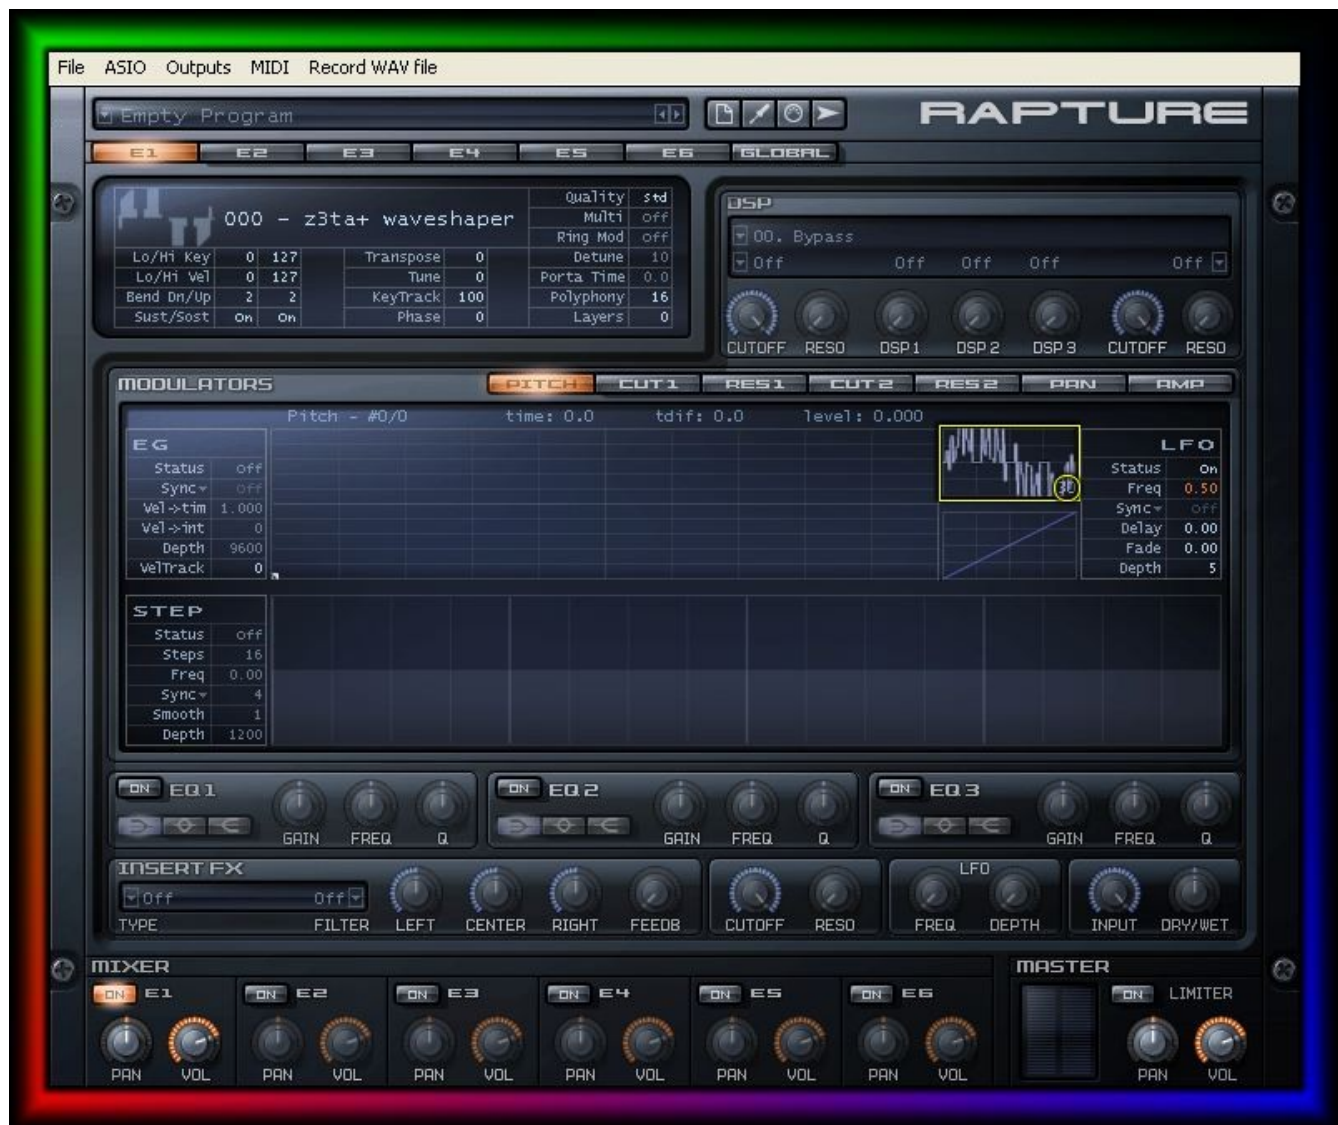 File ASIO Outputs MIDI Record WAV file
Empty Program
RAPTURE
E1 E2 E3 E4 E5 E6 GLOBAL
000 - z3ta+ waveshaper
Quality std
Multi off
Ring Mod off
Lo/Hi Key 0 127 Transpose 0 Detune 10
Lo/Hi Vel 0 127 Tune 0 Porta Time 0.0
Bend Dn/Up 2 2 KeyTrack 100 Polyphony 16
Sust/Sost On On Phase 0 Layers 0
DSP
00. Bypass
Off Off Off Off Off
CUTOFF RESO DSP 1 DSP 2 DSP 3 CUTOFF RESO
MODULATORS PITCH CUT 1 RES 1 CUT 2 RES 2 PAN AMP
Pitch - #0/0 time: 0.0 tdif: 0.0 level: 0.000
EG
Status off
Sync off
Vel->tim 1.000
Vel->int 0
Depth 9600
VelTrack 0
30
LFO
Status On
Freq 0.50
Sync off
Delay 0.00
Fade 0.00
Depth 5
STEP
Status off
Steps 16
Freq 0.00
Sync 4
Smooth 1
Depth 1200
ON EQ 1 ON EQ 2 ON EQ 3
GAIN FREQ Q GAIN FREQ Q GAIN FREQ Q
INSERT FX LFO
Off Off
TYPE FILTER LEFT CENTER RIGHT FEEDB CUTOFF RESO FREQ DEPTH INPUT DRY/WET
MIXER MASTER
ON E1 ON E2 ON E3 ON E4 ON E5 ON E6 ON LIMITER
PAN VOL PAN VOL PAN VOL PAN VOL PAN VOL PAN VOL PAN VOL